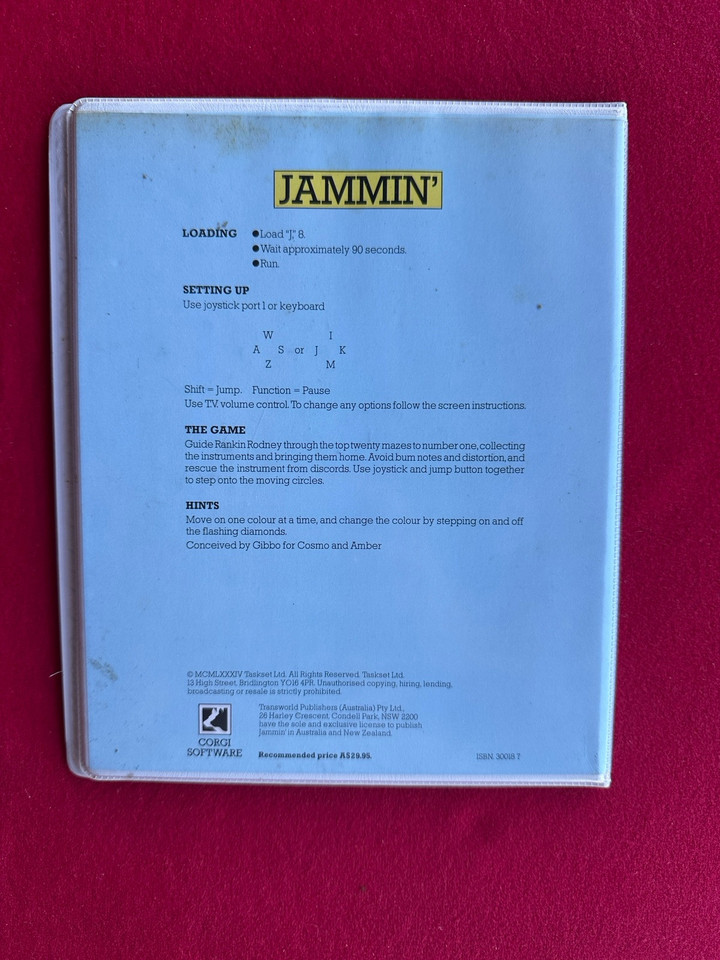 JAMMIN'
LOADING ●Load "J," 8.
●Wait approximately 90 seconds.
●Run.
SETTING UP
Use joystick port 1 or keyboard
W I
A S or J K
Z M
Shift = Jump. Function = Pause
Use T.V. volume control. To change any options follow the screen instructions.
THE GAME
Guide Rankin Rodney through the top twenty mazes to number one, collecting
the instruments and bringing them home. Avoid bum notes and distortion, and
rescue the instrument from discords. Use joystick and jump button together
to step onto the moving circles.
HINTS
Move on one colour at a time, and change the colour by stepping on and off
the flashing diamonds.
Conceived by Gibbo for Cosmo and Amber
© MCMLXXXIV Taskset Ltd. All Rights Reserved. Taskset Ltd.
13 High Street, Bridlington YO16 4PR. Unauthorised copying, hiring, lending,
broadcasting or resale is strictly prohibited.
Transworld Publishers (Australia) Pty Ltd.,
26 Harley Crescent, Condell Park, NSW 2200
have the sole and exclusive license to publish
Jammin' in Australia and New Zealand.
CORGI
SOFTWARE
Recommended price A$29.95.
ISBN 30018 7